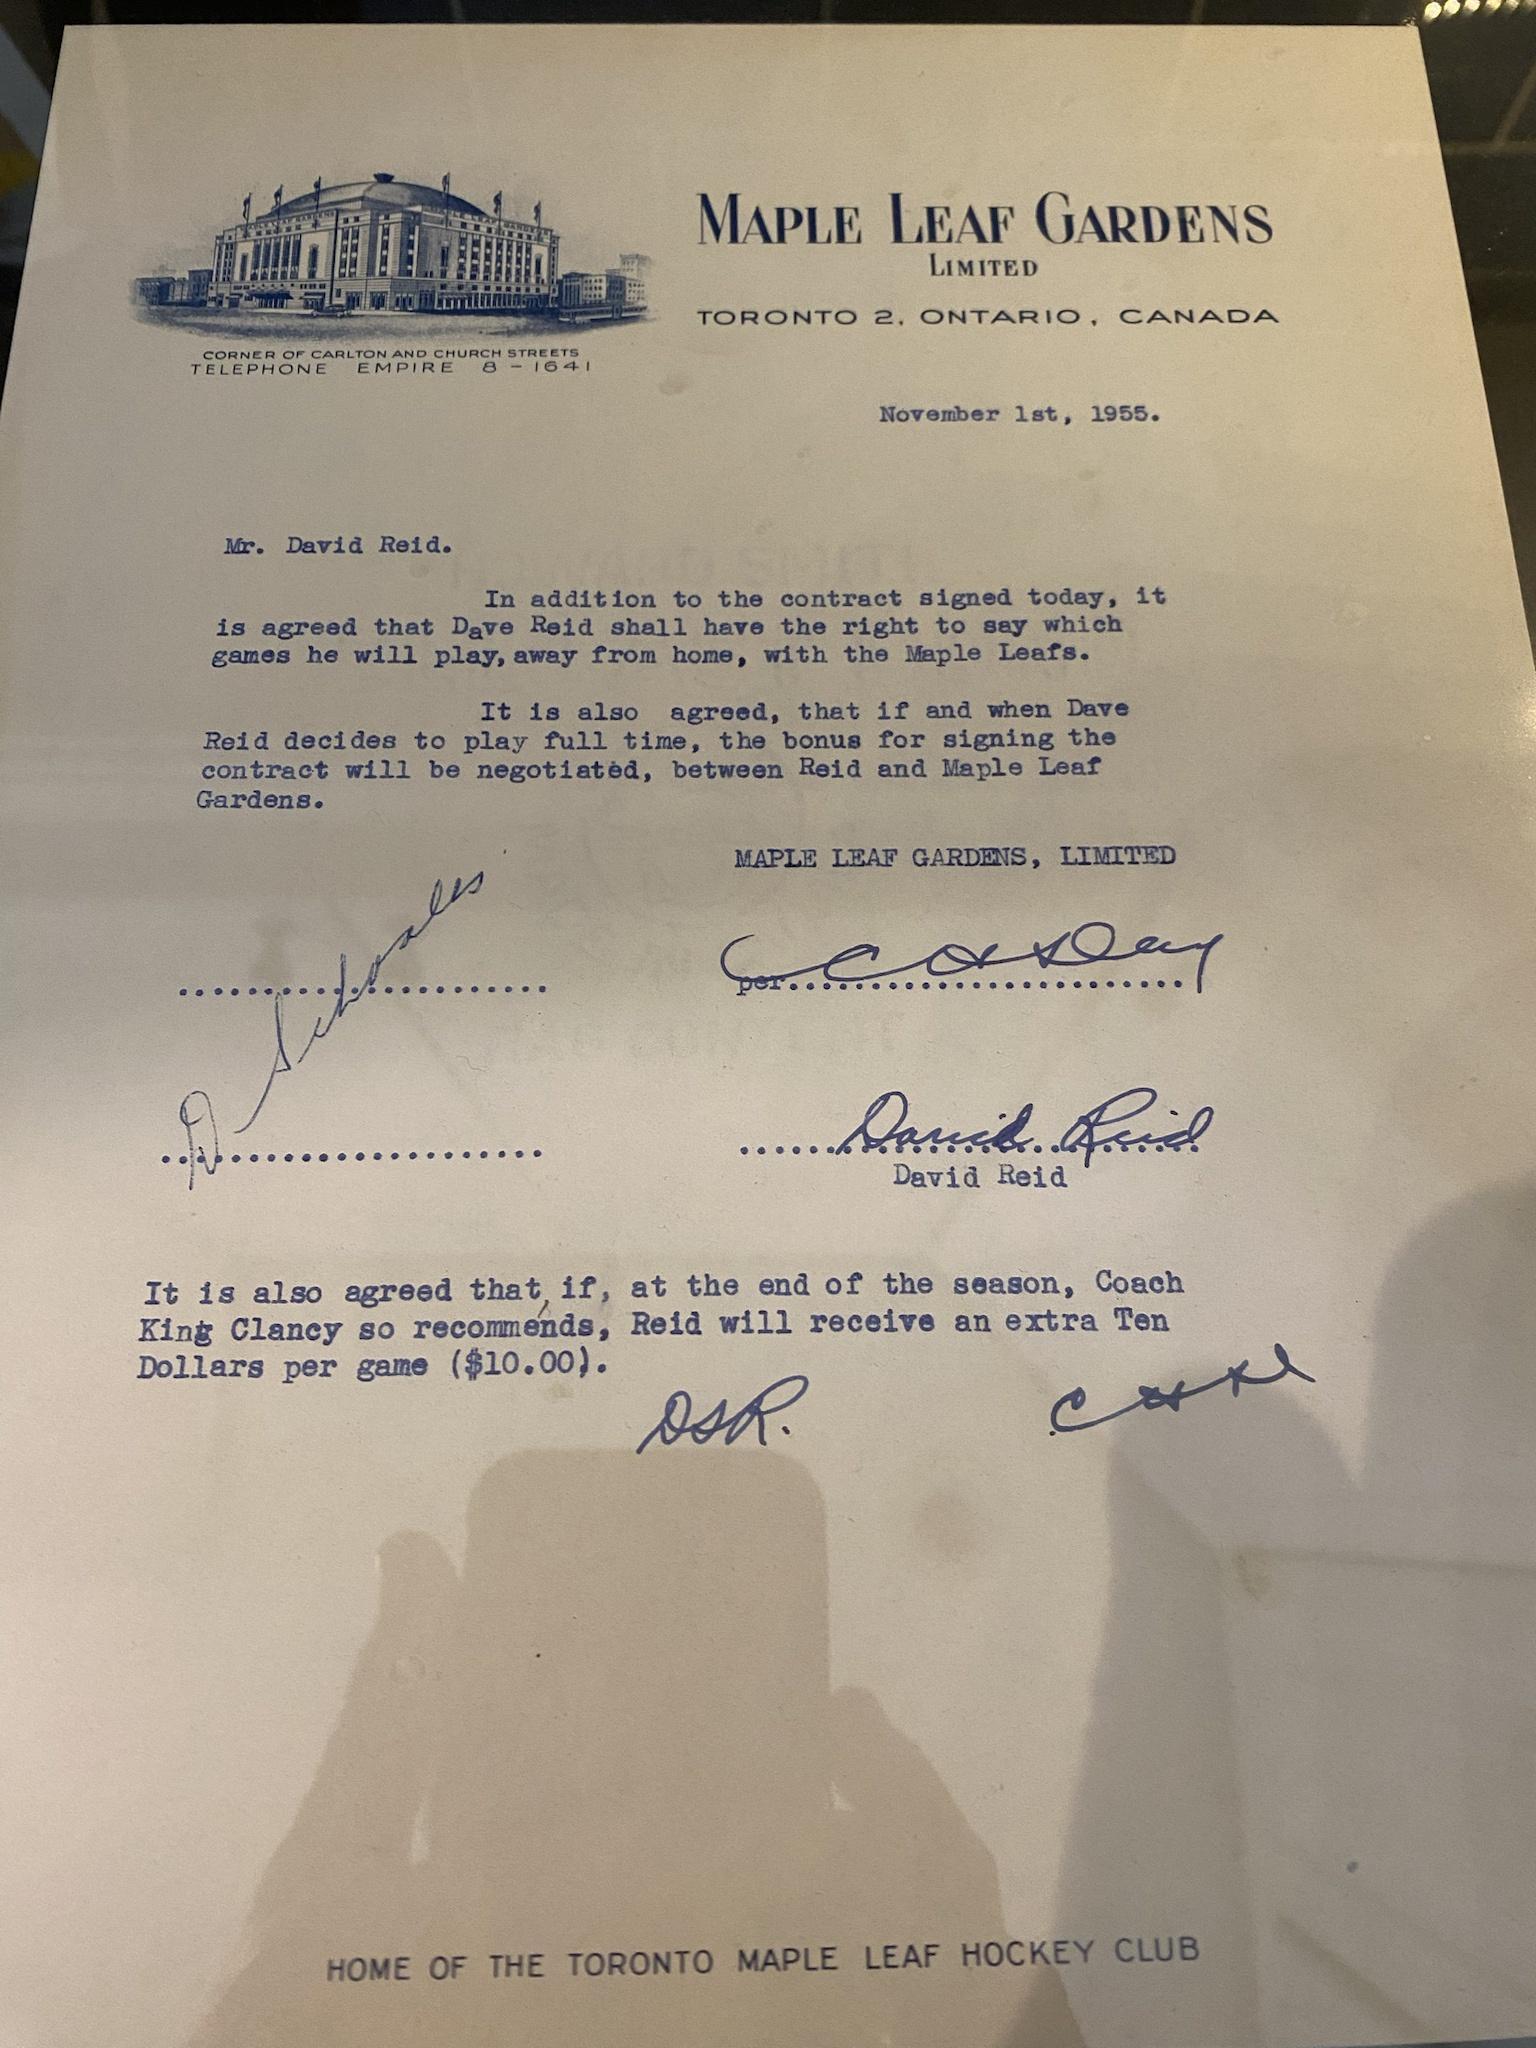 MAPLE LEAF GARDENS
LIMITED
TORONTO 2, ONTARIO, CANADA
CORNER OF CARLTON AND CHURCH STREETS
TELEPHONE EMPIRE 8-1641
November 1st, 1955.
Mr. David Reid.
In addition to the contract signed today, it
is agreed that Dave Reid shall have the right to say which
games he will play, away from home, with the Maple Leafs.
It is also agreed, that if and when Dave
Reid decides to play full time, the bonus for signing the
contract will be negotiated, between Reid and Maple Leaf
Gardens.
MAPLE LEAF GARDENS, LIMITED
D Schoales
per C H Day
David Reid
David Reid
It is also agreed that, if, at the end of the season, Coach
King Clancy so recommends, Reid will receive an extra Ten
Dollars per game ($10.00).
DSR.
HOME OF THE TORONTO MAPLE LEAF HOCKEY CLUB